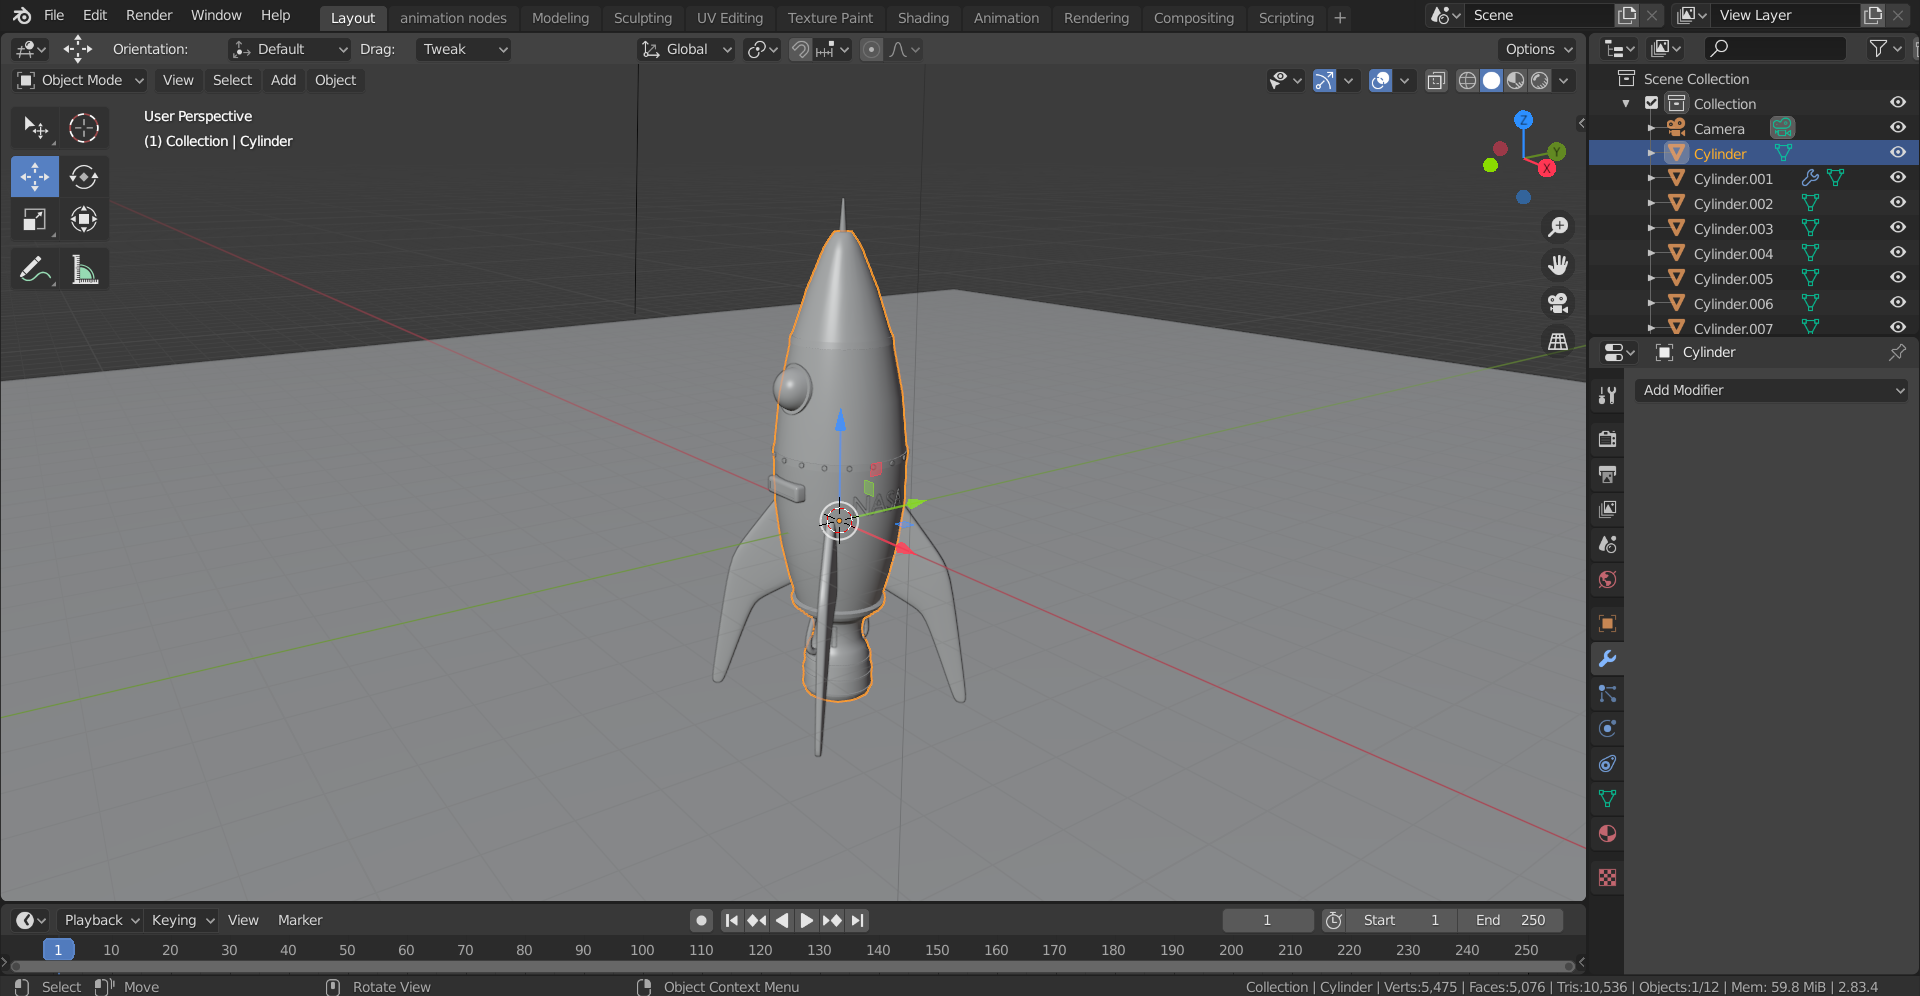 File Edit Render Window Help Layout animation nodes Modeling Sculpting UV Editing Texture Paint Shading Animation Rendering Compositing Scripting + Scene View Layer
Orientation: Default Drag: Tweak Global Options
Object Mode View Select Add Object
User Perspective
(1) Collection | Cylinder
Z
Y
X
NAS
Scene Collection
Collection
Camera
Cylinder
Cylinder.001
Cylinder.002
Cylinder.003
Cylinder.004
Cylinder.005
Cylinder.006
Cylinder.007
Cylinder
Add Modifier
Playback Keying View Marker 1 Start 1 End 250
1 10 20 30 40 50 60 70 80 90 100 110 120 130 140 150 160 170 180 190 200 210 220 230 240 250
Select Move Rotate View Object Context Menu Collection | Cylinder | Verts:5,475 | Faces:5,076 | Tris:10,536 | Objects:1/12 | Mem: 59.8 MiB | 2.83.4